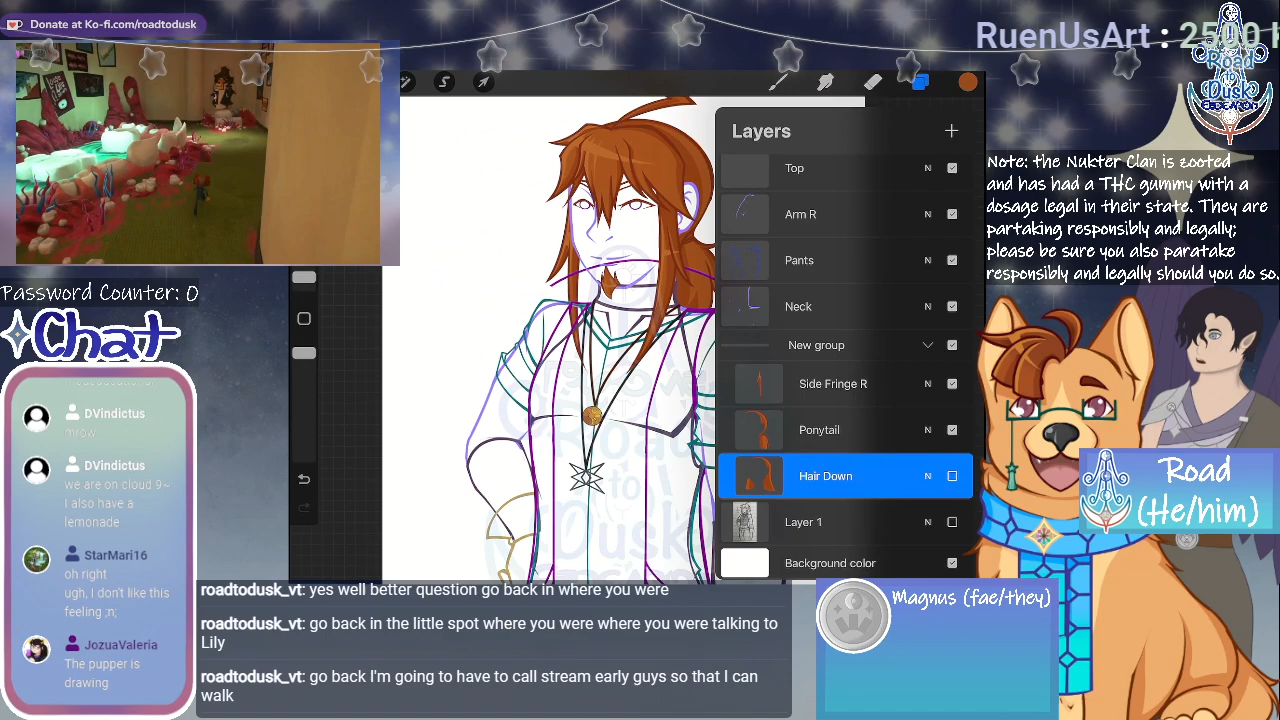 Donate at Ko-fi.com/roadtodusk
RuenUsArt : 2500
Road
to
Dusk
Note: the Nukter Clan is zooted
and has had a THC gummy with a
dosage legal in their state. They are
partaking responsibly and legally;
please be sure you also paratake
responsibly and legally should you do so.
Layers
Top
N
Arm R
N
Pants
N
Neck
N
New group
Side Fringe R
N
Ponytail
N
Hair Down
N
Layer 1
N
Background color
Road
to
Dusk
Password Counter: 0
Chat
DVindictus
mrow
DVindictus
we are on cloud 9~
I also have a
lemonade
StarMari16
oh right
ugh, I don't like this
feeling ;n;
JozuaValeria
The pupper is
drawing
roadtodusk_vt: yes well better question go back in where you were
roadtodusk_vt: go back in the little spot where you were where you were talking to
Lily
roadtodusk_vt: go back I'm going to have to call stream early guys so that I can
walk
Road
(He/him)
Magnus (fae/they)